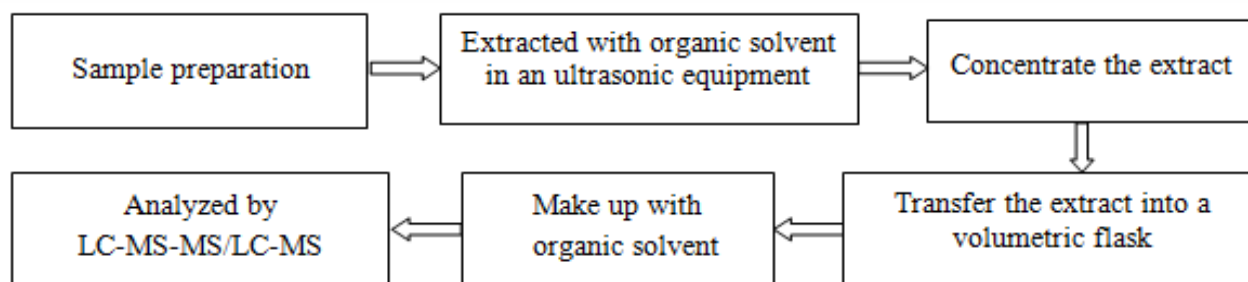 Sample preparation
Extracted with organic solvent
in an ultrasonic equipment
Concentrate the extract
Transfer the extract into a
volumetric flask
Make up with
organic solvent
Analyzed by
LC-MS-MS/LC-MS